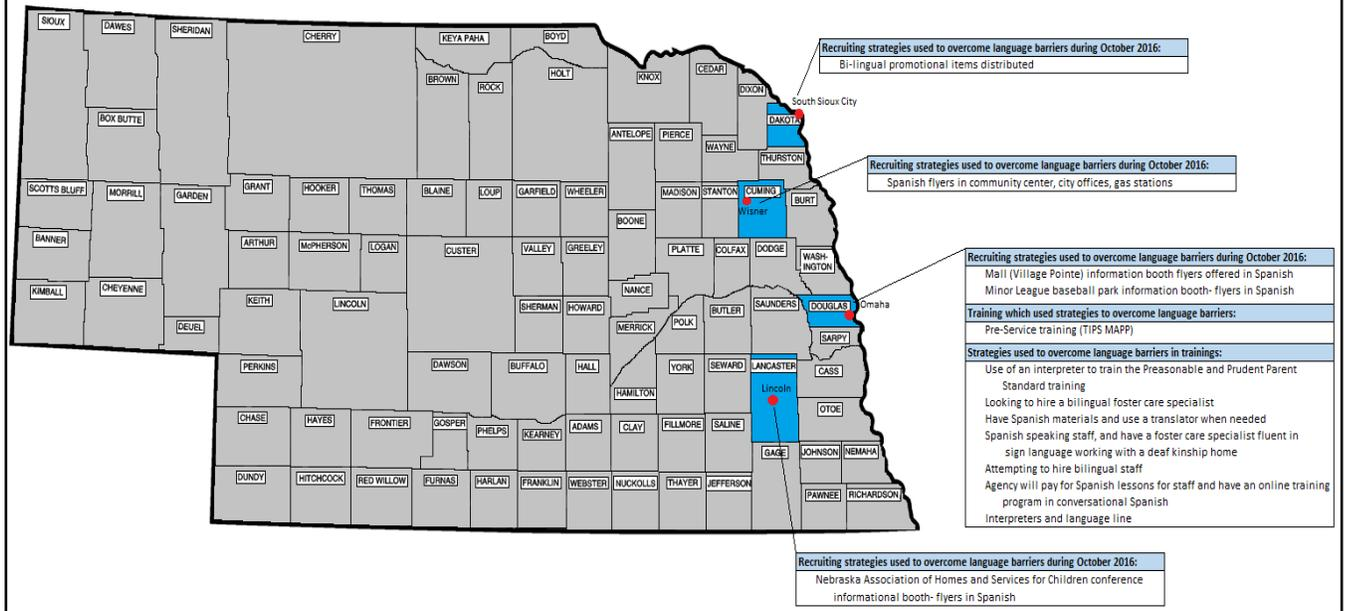 SIOUX
DAWES
SHERIDAN
CHERRY
KEYA PAHA
BOYD
BROWN
ROCK
HOLT
KNOX
CEDAR
DIXON
South Sioux City
DAKOTA
BOX BUTTE
ANTELOPE
PIERCE
WAYNE
THURSTON
SCOTTS BLUFF
MORRILL
GARDEN
GRANT
HOOKER
THOMAS
BLAINE
LOUP
GARFIELD
WHEELER
MADISON
STANTON
CUMING
Wisner
BURT
BOONE
BANNER
ARTHUR
McPHERSON
LOGAN
CUSTER
VALLEY
GREELEY
PLATTE
COLFAX
DODGE
WASH-
INGTON
KIMBALL
CHEYENNE
KEITH
LINCOLN
NANCE
SHERMAN
HOWARD
MERRICK
POLK
BUTLER
SAUNDERS
DOUGLAS
Omaha
DEUEL
SARPY
PERKINS
DAWSON
BUFFALO
HALL
HAMILTON
YORK
SEWARD
LANCASTER
Lincoln
CASS
OTOE
CHASE
HAYES
FRONTIER
GOSPER
PHELPS
KEARNEY
ADAMS
CLAY
FILLMORE
SALINE
GAGE
JOHNSON
NEMAHA
DUNDY
HITCHCOCK
RED WILLOW
FURNAS
HARLAN
FRANKLIN
WEBSTER
NUCKOLLS
THAYER
JEFFERSON
PAWNEE
RICHARDSON
Recruiting strategies used to overcome language barriers during October 2016:
Bi-lingual promotional items distributed
Recruiting strategies used to overcome language barriers during October 2016:
Spanish flyers in community center, city offices, gas stations
Recruiting strategies used to overcome language barriers during October 2016:
Mall (Village Pointe) information booth flyers offered in Spanish
Minor League baseball park information booth- flyers in Spanish
Training which used strategies to overcome language barriers:
Pre-Service training (TIPS MAPP)
Strategies used to overcome language barriers in trainings:
Use of an interpreter to train the Preasonable and Prudent Parent
Standard training
Looking to hire a bilingual foster care specialist
Have Spanish materials and use a translator when needed
Spanish speaking staff, and have a foster care specialist fluent in
sign language working with a deaf kinship home
Attempting to hire bilingual staff
Agency will pay for Spanish lessons for staff and have an online training
program in conversational Spanish
Interpreters and language line
Recruiting strategies used to overcome language barriers during October 2016:
Nebraska Association of Homes and Services for Children conference
informational booth- flyers in Spanish